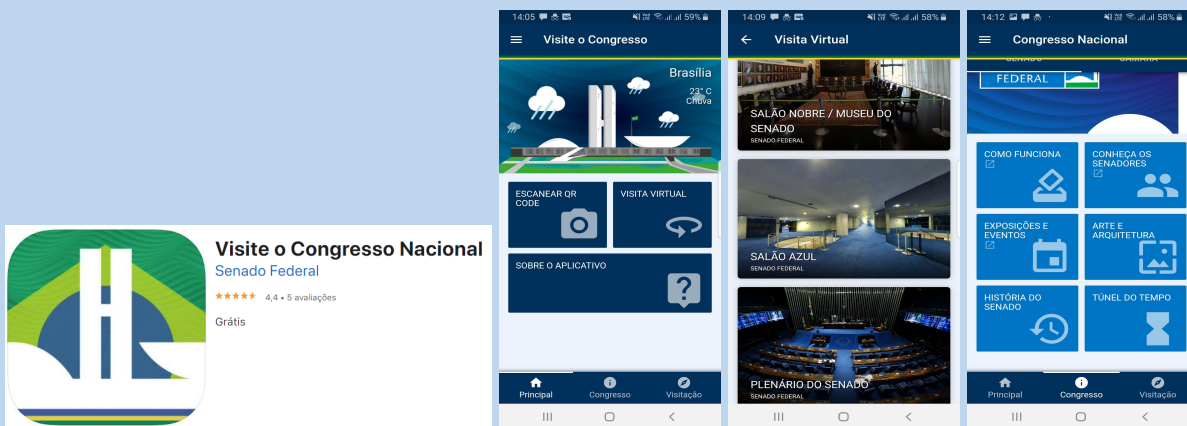 Visite o Congresso Nacional
Senado Federal
4,4 • 5 avaliações
Grátis
14:05
59%
Visite o Congresso
Brasília
23° C
Chuva
ESCANEAR QR
CODE
VISITA VIRTUAL
SOBRE O APLICATIVO
Principal
Congresso
Visitação
14:09
58%
Visita Virtual
SALÃO NOBRE / MUSEU DO
SENADO
SENADO FEDERAL
SALÃO AZUL
SENADO FEDERAL
PLENÁRIO DO SENADO
SENADO FEDERAL
14:12
58%
Congresso Nacional
FEDERAL
COMO FUNCIONA
CONHEÇA OS
SENADORES
EXPOSIÇÕES E
EVENTOS
ARTE E
ARQUITETURA
HISTÓRIA DO
SENADO
TÚNEL DO TEMPO
Principal
Congresso
Visitação